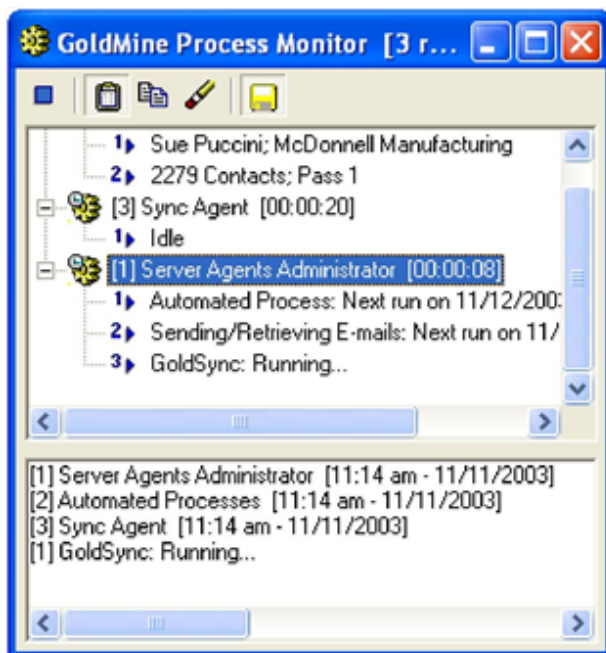 GoldMine Process Monitor [3 r...
1 Sue Puccini; McDonnell Manufacturing
2 2279 Contacts; Pass 1
[3] Sync Agent [00:00:20]
1 Idle
[1] Server Agents Administrator [00:00:08]
1 Automated Process: Next run on 11/12/200
2 Sending/Retrieving E-mails: Next run on 11/
3 GoldSync: Running...
[1] Server Agents Administrator [11:14 am - 11/11/2003]
[2] Automated Processes [11:14 am - 11/11/2003]
[3] Sync Agent [11:14 am - 11/11/2003]
[1] GoldSync: Running...